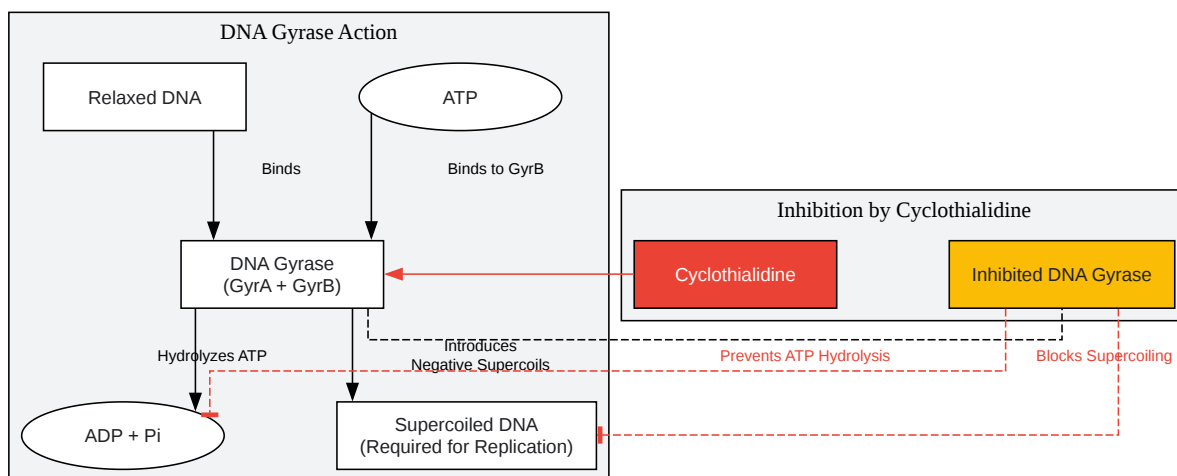 DNA Gyrase Action
Relaxed DNA
ATP
Binds
Binds to GyrB
Inhibition by Cyclothialidine
DNA Gyrase
(GyrA + GyrB)
Cyclothialidine
Inhibited DNA Gyrase
Hydrolyzes ATP
Introduces
Negative Supercoils
Prevents ATP Hydrolysis
Blocks Supercoiling
ADP + Pi
Supercoiled DNA
(Required for Replication)